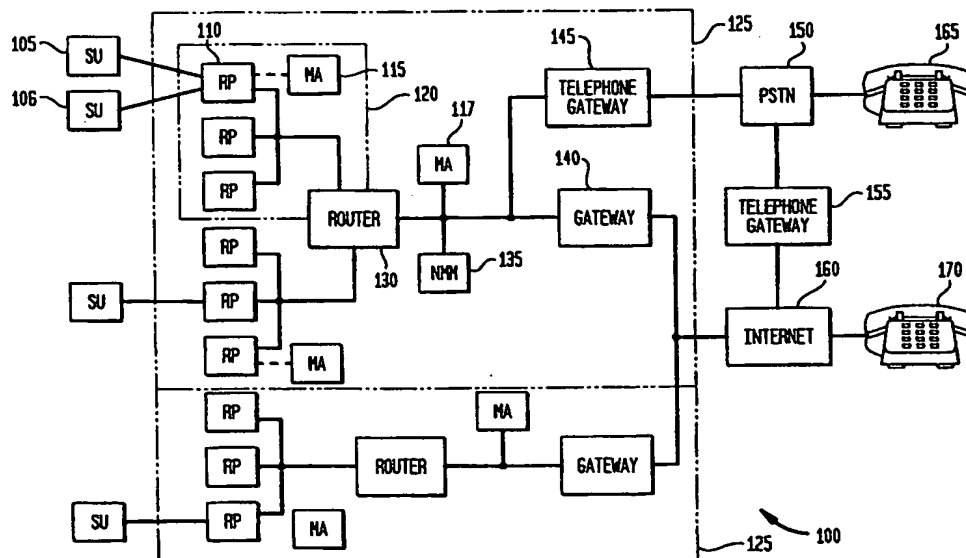 110 145 125 150 165
105 SU RP MA 115
106 SU 120 TELEPHONE GATEWAY PSTN
RP 117
MA 140
RP ROUTER GATEWAY TELEPHONE GATEWAY 155
RP NMM 135 160 170
130
SU RP INTERNET
RP MA
RP MA
RP ROUTER GATEWAY
SU RP MA 125 100